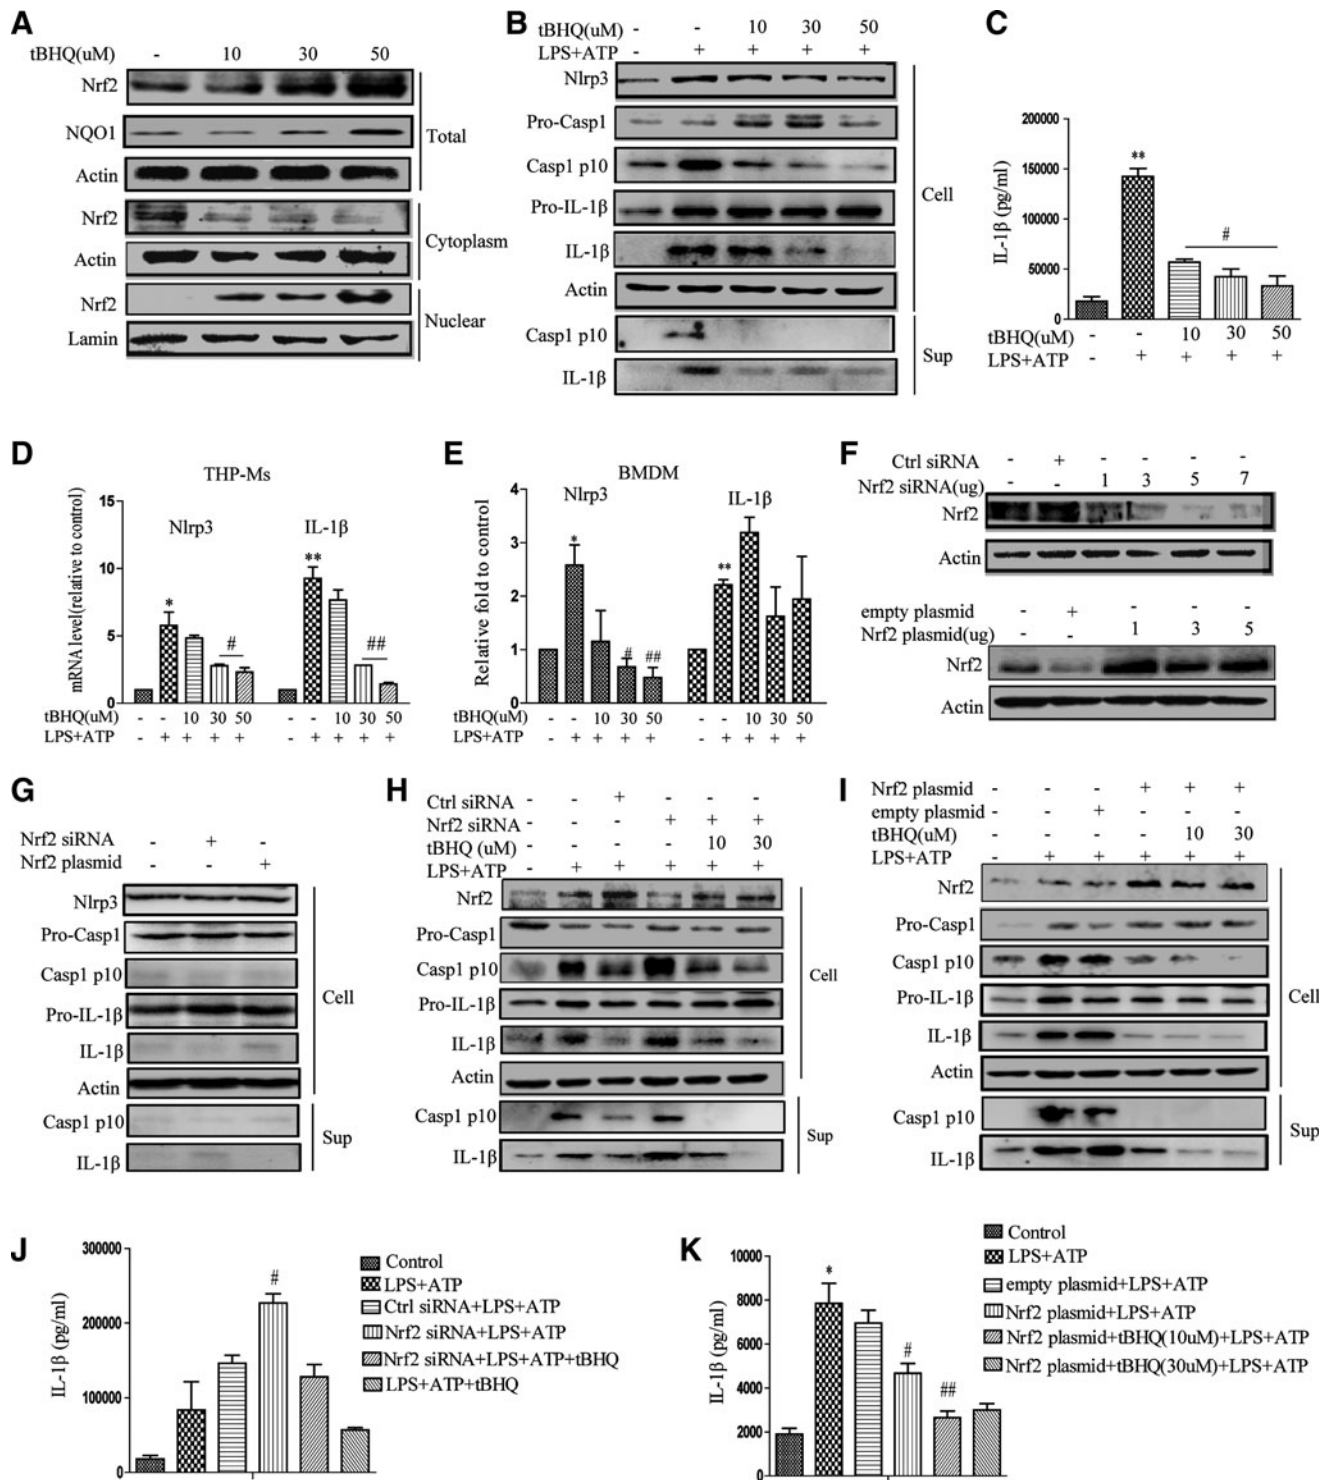 A
tBHQ(uM) - 10 30 50
Nrf2
NQO1
Actin
Total
Nrf2
Actin
Cytoplasm
Nrf2
Lamin
Nuclear
B
tBHQ(uM) - - 10 30 50
LPS+ATP - + + + +
Nlrp3
Pro-Casp1
Casp1 p10
Pro-IL-1β
IL-1β
Actin
Cell
Casp1 p10
IL-1β
Sup
C
IL-1β (pg/ml)
200000
150000
100000
50000
0
**
#
tBHQ(uM) - - 10 30 50
LPS+ATP - + + + +
D
THP-Ms
mRNA level(relative to control)
15
10
5
0
Nlrp3 IL-1β
* # ** ##
tBHQ(uM) - - 10 30 50 - - 10 30 50
LPS+ATP - + + + + - + + + +
E
BMDM
Relative fold to control
4
3
2
1
0
Nlrp3 IL-1β
* # ## **
tBHQ(uM) - - 10 30 50 - - 10 30 50
LPS+ATP - + + + + - + + + +
F
Ctrl siRNA - + - - - -
Nrf2 siRNA(ug) - - 1 3 5 7
Nrf2
Actin
empty plasmid - + - - -
Nrf2 plasmid(ug) - - 1 3 5
Nrf2
Actin
G
Nrf2 siRNA - + -
Nrf2 plasmid - - +
Nlrp3
Pro-Casp1
Casp1 p10
Pro-IL-1β
IL-1β
Actin
Cell
Casp1 p10
IL-1β
Sup
H
Ctrl siRNA - - + - - -
Nrf2 siRNA - - - + + +
tBHQ (uM) - - - - 10 30
LPS+ATP - + + + + +
Nrf2
Pro-Casp1
Casp1 p10
Pro-IL-1β
IL-1β
Actin
Cell
Casp1 p10
IL-1β
Sup
I
Nrf2 plasmid - - - + + +
empty plasmid - - + - - -
tBHQ(uM) - - - - 10 30
LPS+ATP - + + + + +
Nrf2
Pro-Casp1
Casp1 p10
Pro-IL-1β
IL-1β
Actin
Cell
Casp1 p10
IL-1β
Sup
J
IL-1β (pg/ml)
300000
200000
100000
0
#
Control
LPS+ATP
Ctrl siRNA+LPS+ATP
Nrf2 siRNA+LPS+ATP
Nrf2 siRNA+LPS+ATP+tBHQ
LPS+ATP+tBHQ
K
IL-1β (pg/ml)
10000
8000
6000
4000
2000
0
*
#
##
Control
LPS+ATP
empty plasmid+LPS+ATP
Nrf2 plasmid+LPS+ATP
Nrf2 plasmid+tBHQ(10uM)+LPS+ATP
Nrf2 plasmid+tBHQ(30uM)+LPS+ATP